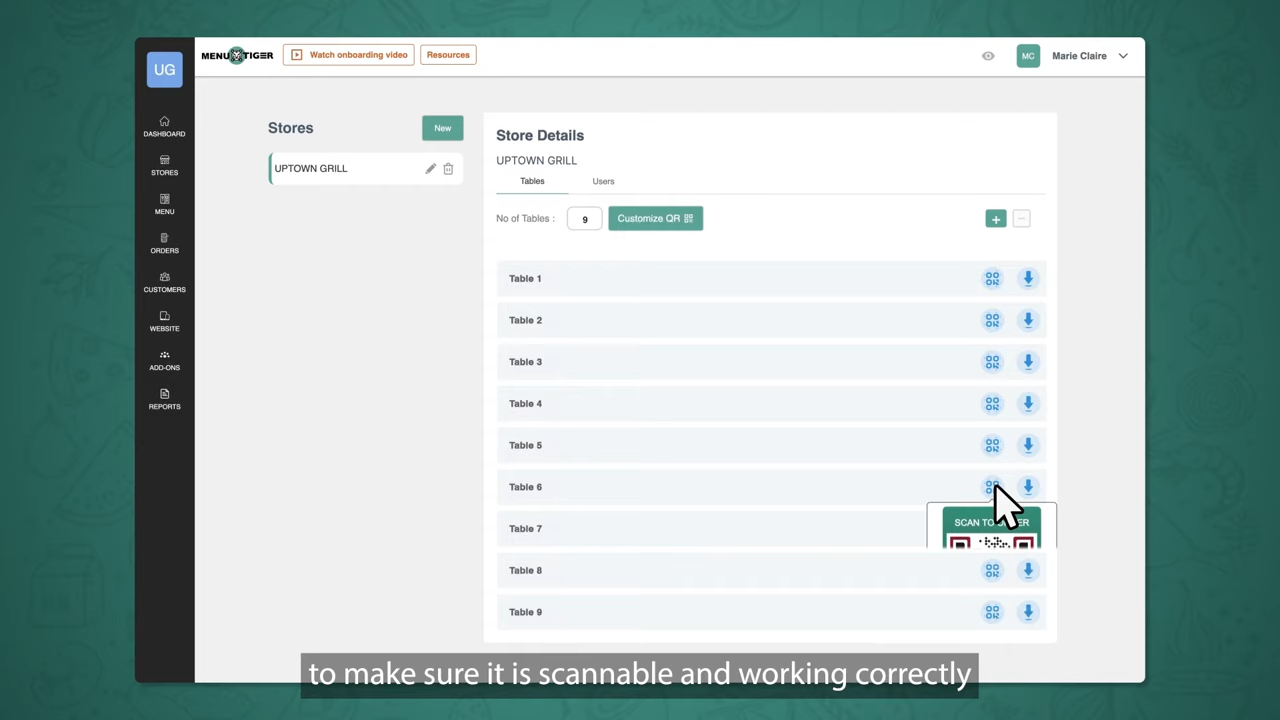 UG
MENU TIGER
Watch onboarding video
Resources
MC
Marie Claire
DASHBOARD
STORES
MENU
ORDERS
CUSTOMERS
WEBSITE
ADD-ONS
REPORTS
Stores
New
UPTOWN GRILL
Store Details
UPTOWN GRILL
Tables
Users
No of Tables :
9
Customize QR
Table 1
Table 2
Table 3
Table 4
Table 5
Table 6
SCAN TO
Table 7
Table 8
Table 9
to make sure it is scannable and working correctly